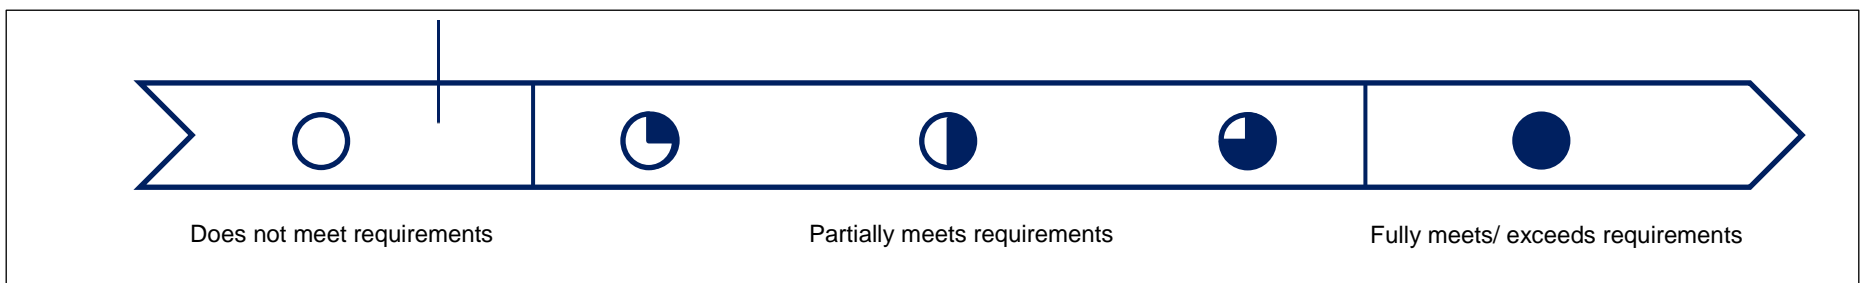 Does not meet requirements
Partially meets requirements
Fully meets/ exceeds requirements